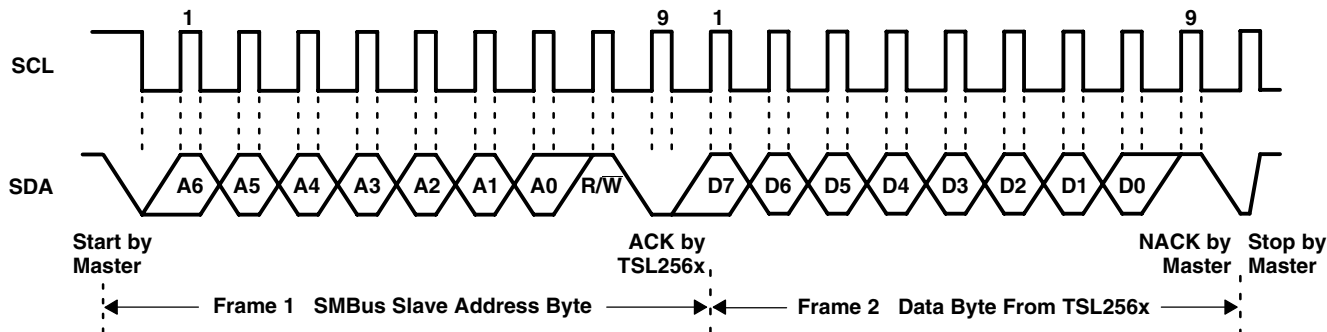 1 9 1 9
SCL
SDA A6 A5 A4 A3 A2 A1 A0 R/W̅ D7 D6 D5 D4 D3 D2 D1 D0
Start by Master
ACK by TSL256x
NACK by Master
Stop by Master
Frame 1 SMBus Slave Address Byte
Frame 2 Data Byte From TSL256x